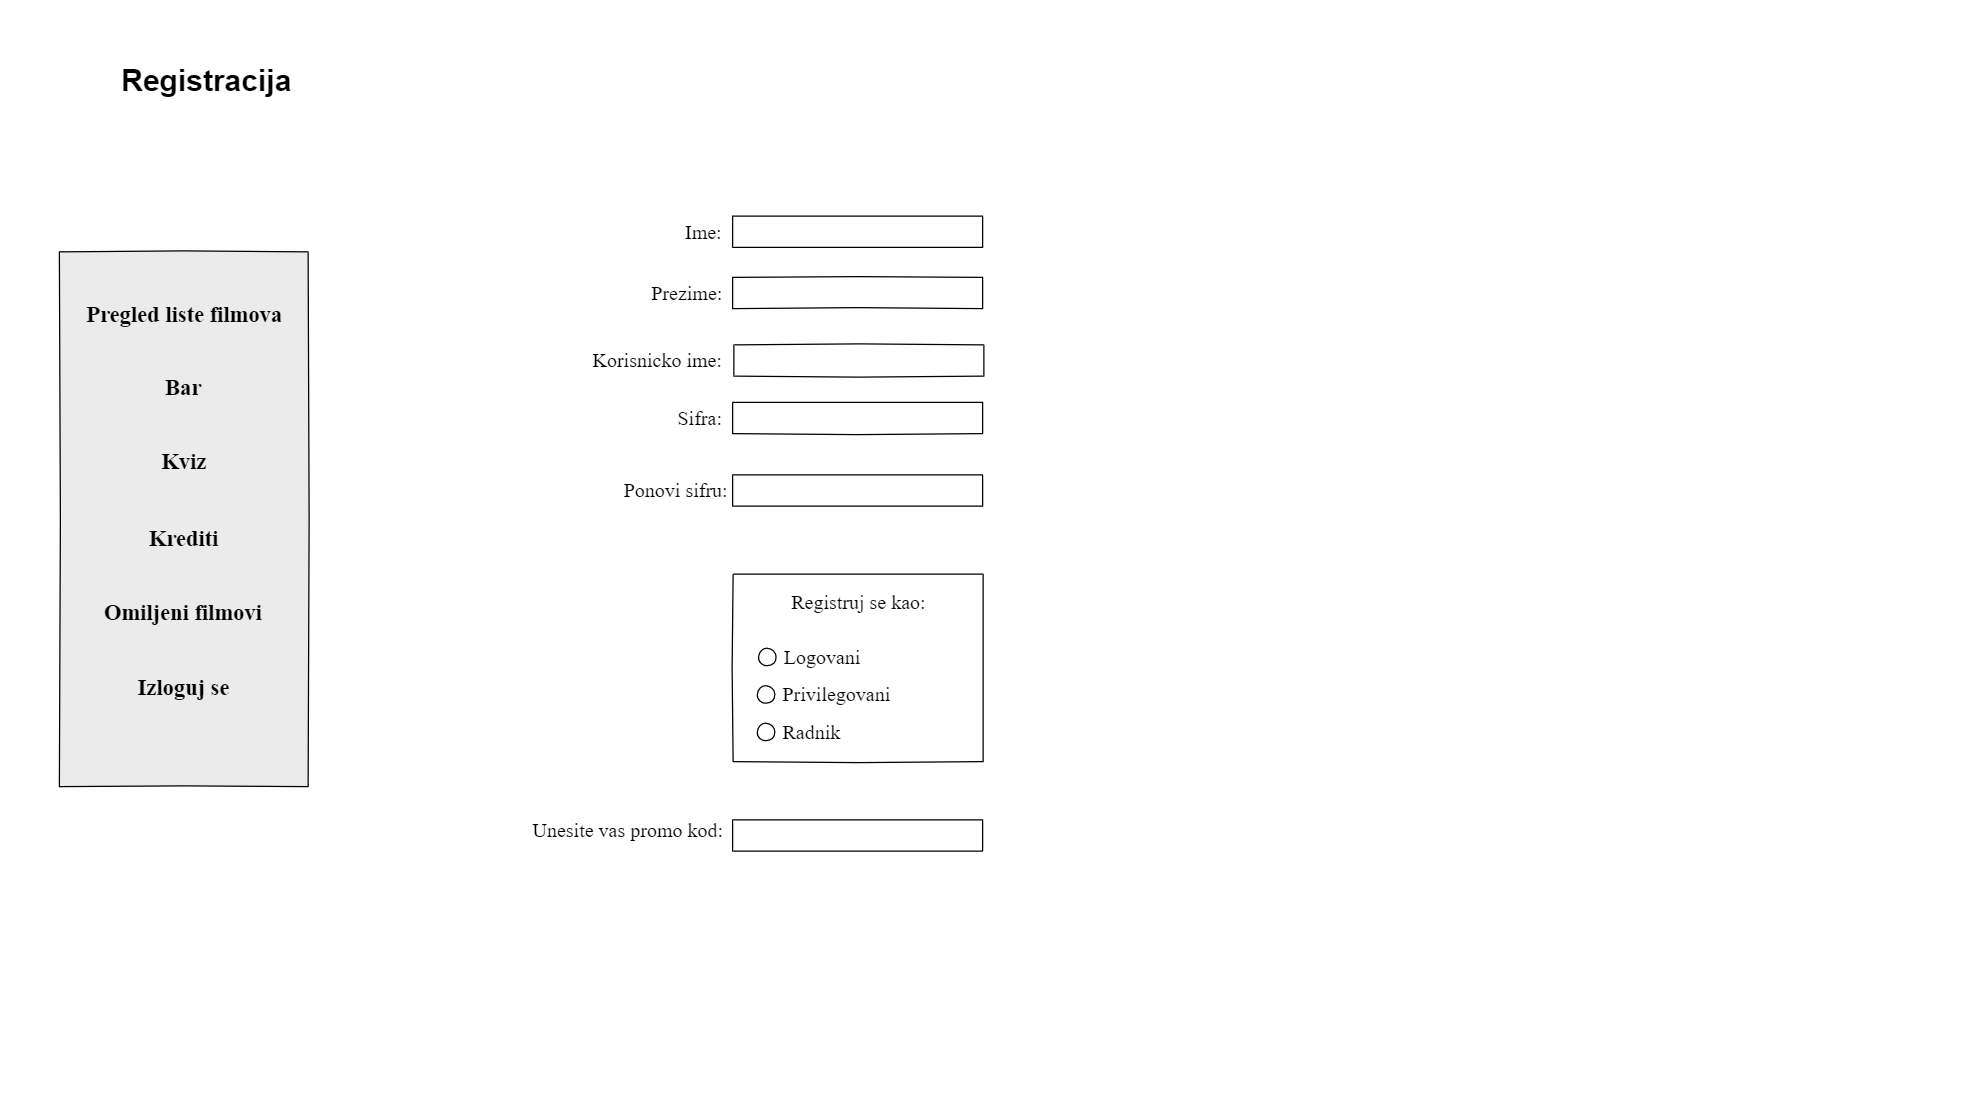 Registracija
Pregled liste filmova
Bar
Kviz
Krediti
Omiljeni filmovi
Izloguj se
Ime:
Prezime:
Korisnicko ime:
Sifra:
Ponovi sifru:
Registruj se kao:
Logovani
Privilegovani
Radnik
Unesite vas promo kod: